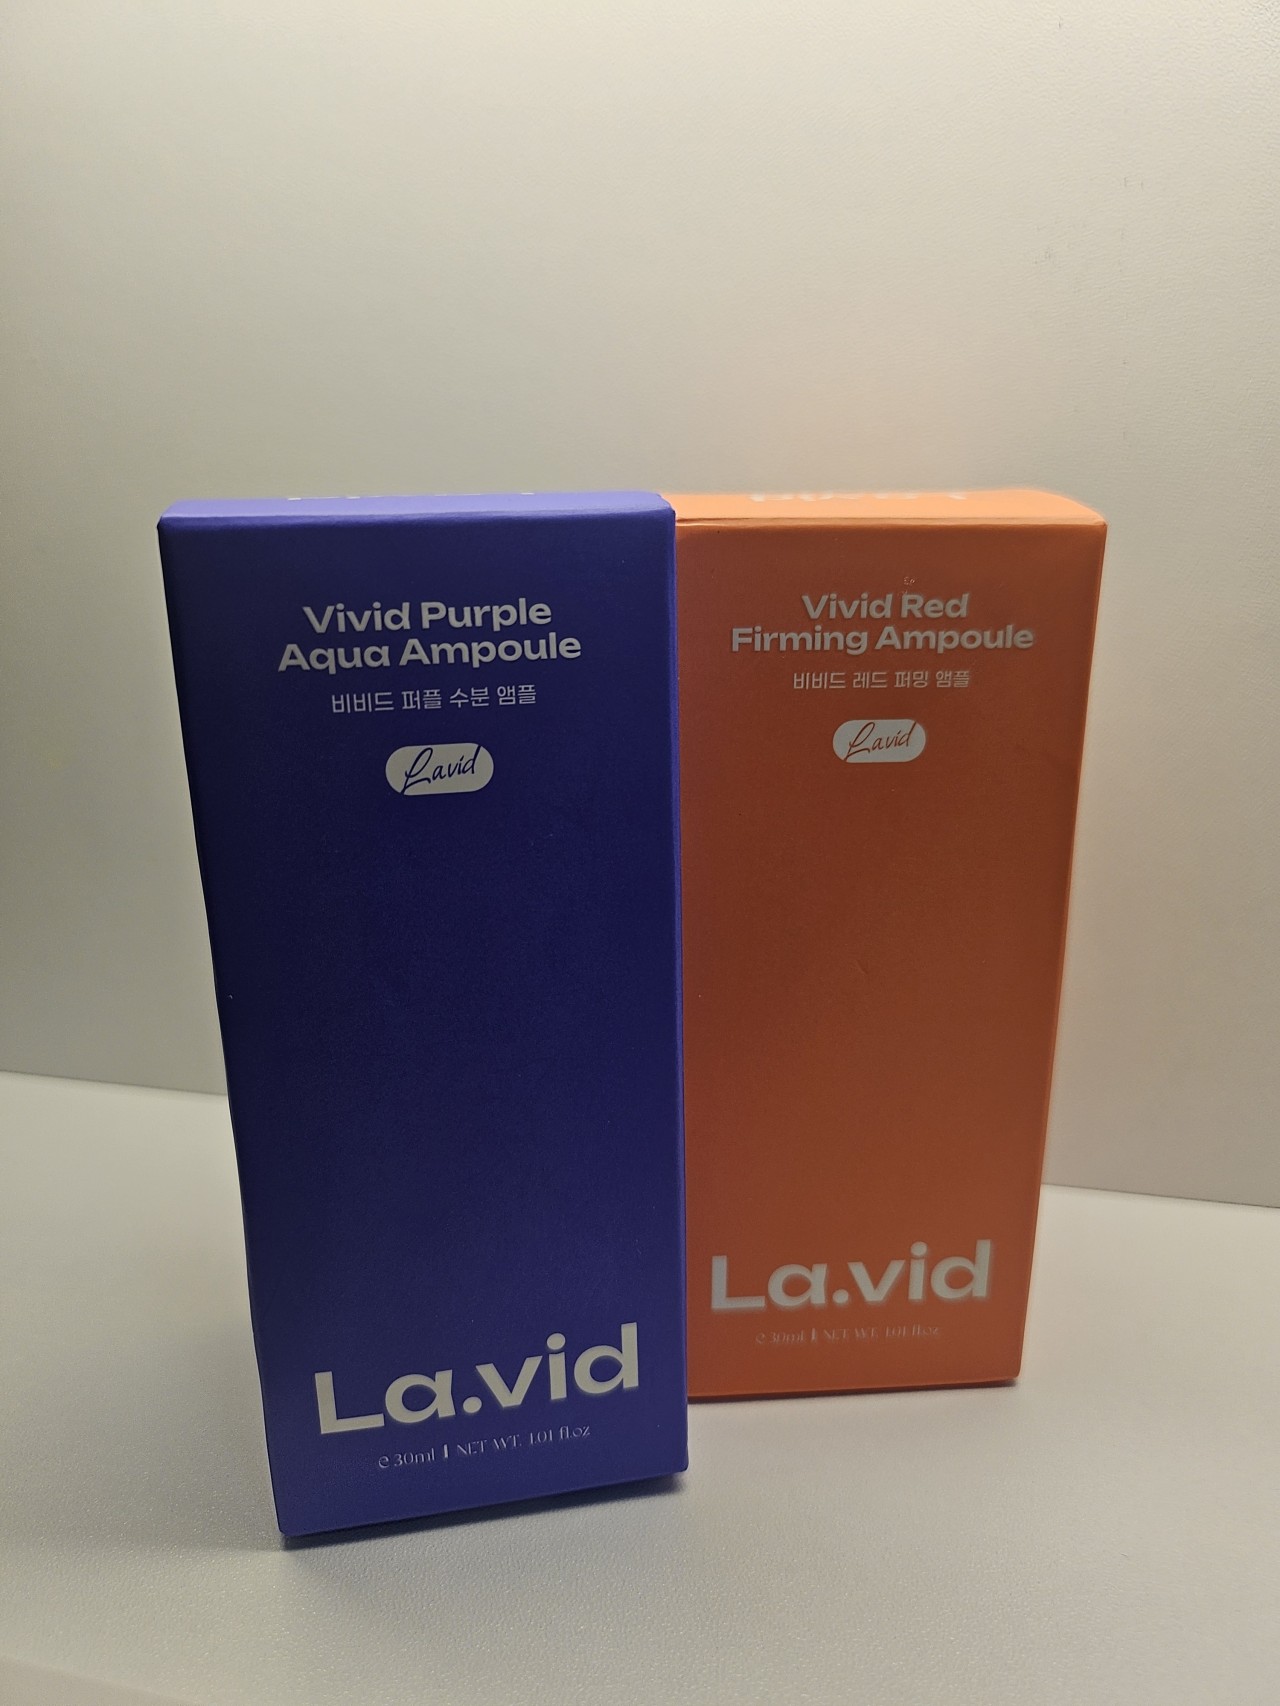 Vivid Purple
Aqua Ampoule
비비드 퍼플 수분 앰플
Lavid
La.vid
e 30ml | NET WT. 1.01 fl.oz
Vivid Red
Firming Ampoule
비비드 레드 퍼밍 앰플
Lavid
La.vid
e 30ml | NET WT. 1.01 fl.oz